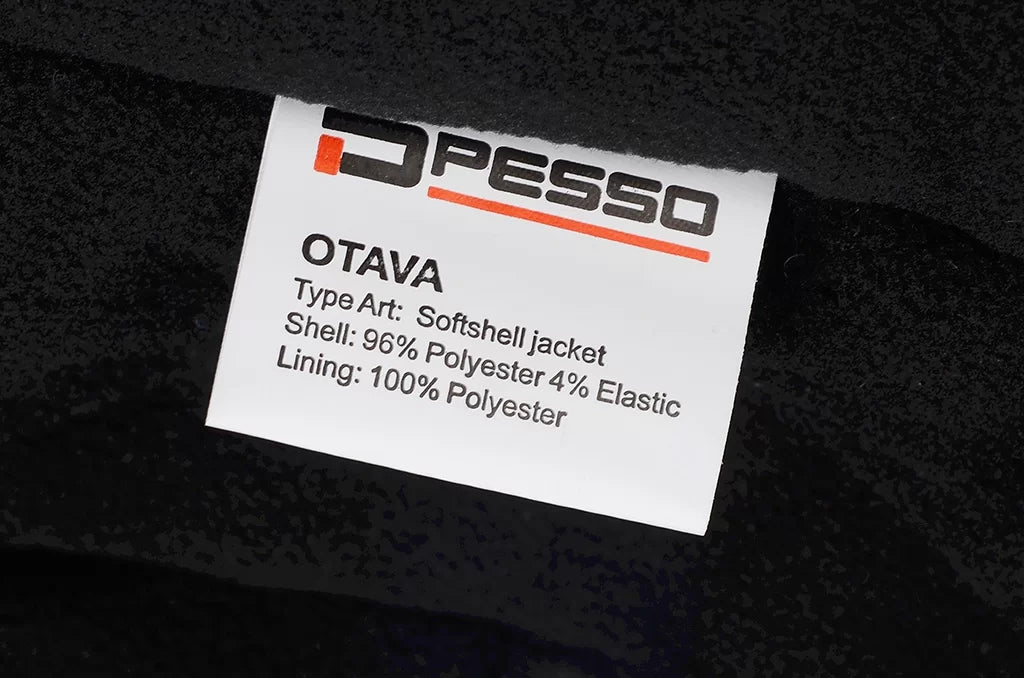 PESSO
OTAVA
Type Art: Softshell jacket
Shell: 96% Polyester 4% Elastic
Lining: 100% Polyester